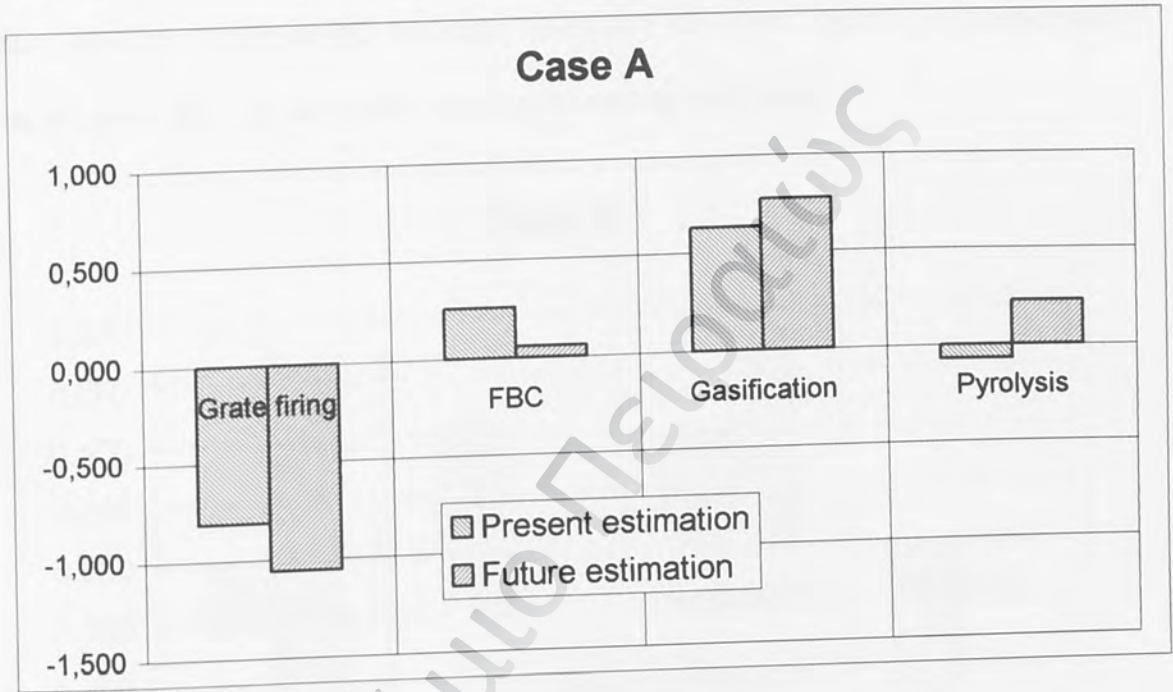 Case A
1,000
0,500
0,000
-0,500
-1,000
-1,500
Grate firing
FBC
Gasification
Pyrolysis
Present estimation
Future estimation
Πειραιώς